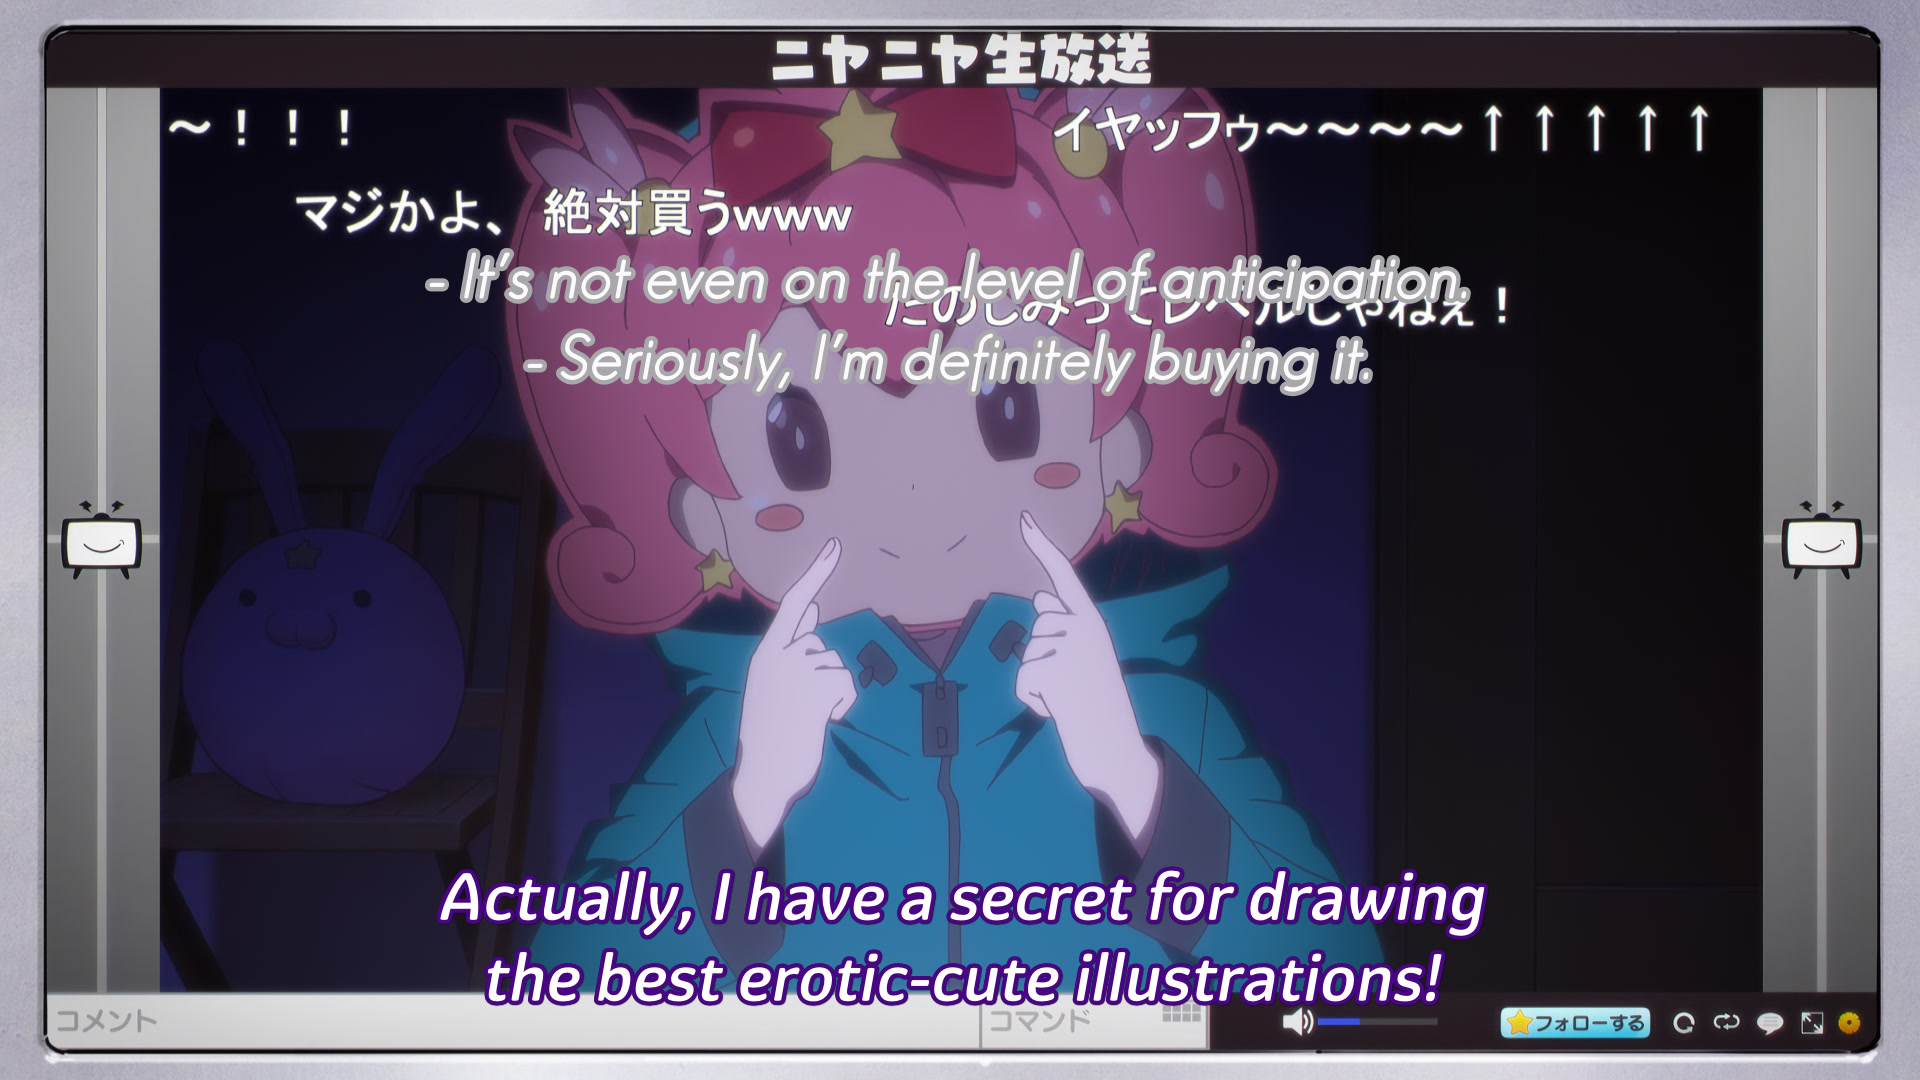 ニヤニヤ生放送
～！！！
イヤッフゥ～～～～↑↑↑↑↑
マジかよ、絶対買うwww
- It's not even on the level of anticipation.
たのしみってレベルじゃねぇ！
- Seriously, I'm definitely buying it.
Actually, I have a secret for drawing
the best erotic-cute illustrations!
コメント
コマンド
フォローする